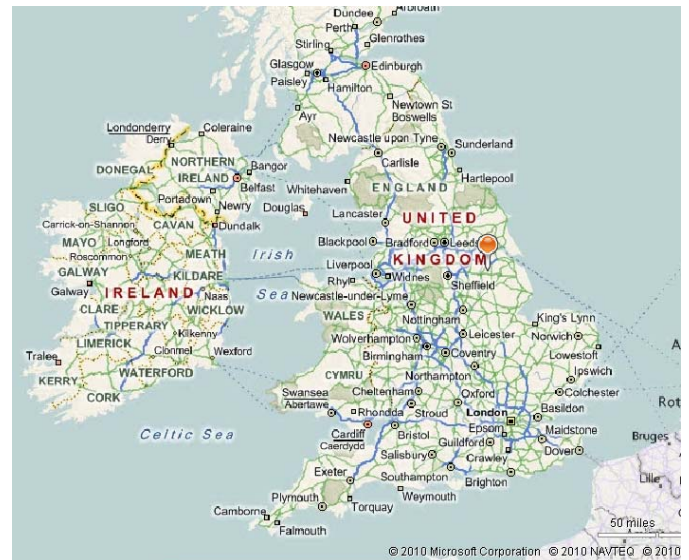 Dundee
Arbroath
Perth
Glenrothes
Stirling
Glasgow
Edinburgh
Paisley
Hamilton
Newtown St
Boswells
Ayr
Londonderry
Derry
Coleraine
Newcastle upon Tyne
Sunderland
Carlisle
NORTHERN
IRELAND
Bangor
DONEGAL
Belfast
Hartlepool
Whitehaven
ENGLAND
Portadown
SLIGO
Newry
Douglas
Carrick-on-Shannon
CAVAN
Dundalk
Lancaster
UNITED
KINGDOM
MAYO
Longford
Roscommon
MEATH
Irish
Sea
Blackpool
Bradford
Leeds
GALWAY
KILDARE
Liverpool
Widnes
Sheffield
Galway
IRELAND
Naas
Rhyl
Newcastle-under-Lyme
CLARE
WICKLOW
WALES
Nottingham
King's Lynn
TIPPERARY
Kilkenny
Wolverhampton
Leicester
Norwich
LIMERICK
Clonmel
Wexford
Birmingham
Coventry
Lowestoft
Tralee
WATERFORD
CYMRU
Northampton
Ipswich
KERRY
CORK
Swansea
Abertawe
Cheltenham
Oxford
Colchester
Rhondda
Stroud
London
Basildon
Celtic Sea
Cardiff
Caerdydd
Bristol
Epsom
Maidstone
Guildford
Salisbury
Crawley
Dover
Bruges
Exeter
Southampton
Brighton
Lille
Plymouth
Torquay
Weymouth
Camborne
Falmouth
50 miles
Amiens
© 2010 Microsoft Corporation © 2010 NAVTEQ © 2010